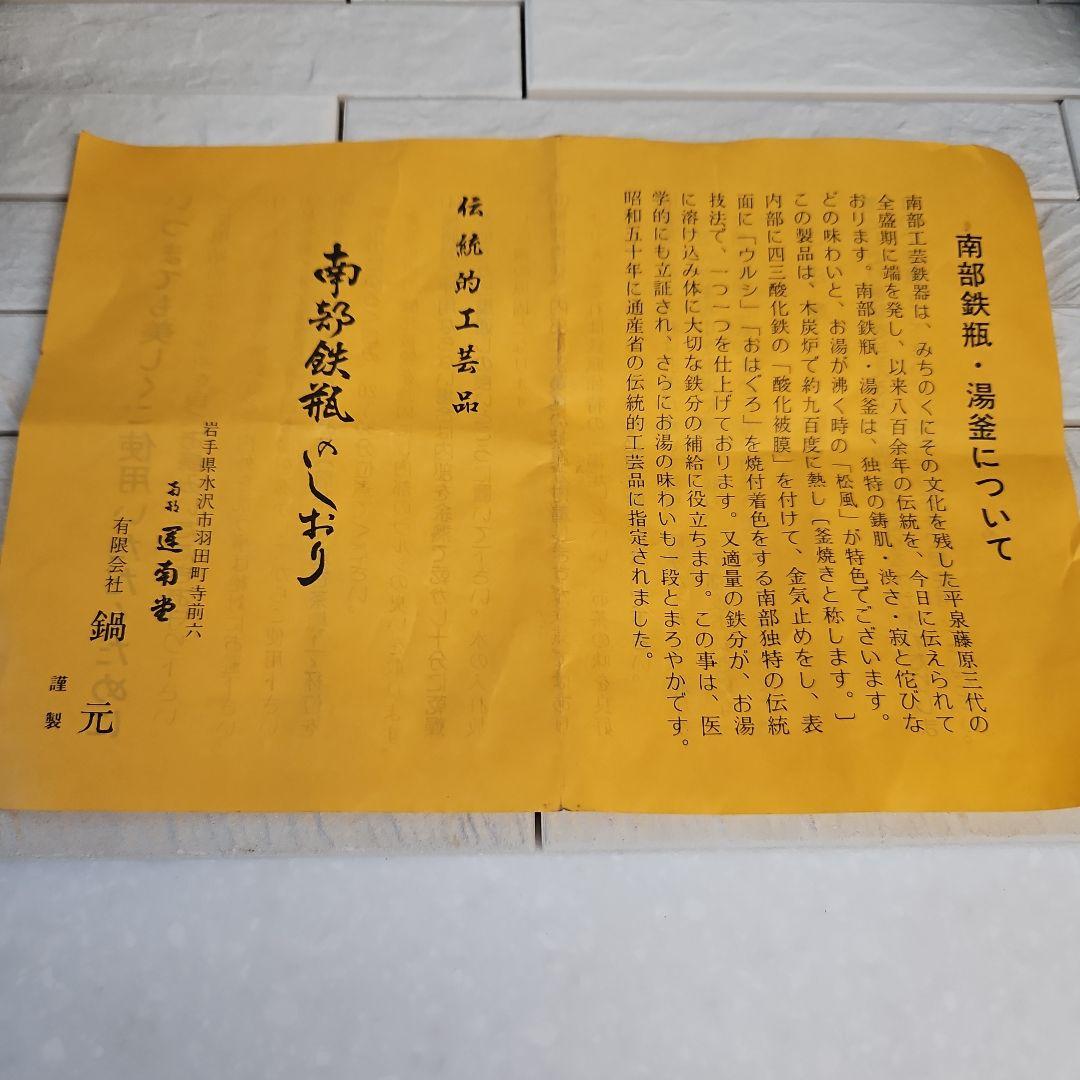 南部鉄瓶・湯釜について
南部工芸鉄器は、みちのくにその文化を残した平泉藤原三代の
全盛期に端を発し、以来八百余年の伝統を、今日に伝えられて
おります。南部鉄瓶・湯釜は、独特の鋳肌・渋さ・寂と侘びな
どの味わいと、お湯が沸く時の「松風」が特色でございます。
この製品は、木炭炉で約九百度に熱し〔釜焼きと称します。〕
内部に四三酸化鉄の「酸化被膜」を付けて、金気止めをし、表
面に「ウルシ」「おはぐろ」を焼付着色をする南部独特の伝統
技法で、一つ一つを仕上げております。又適量の鉄分が、お湯
に溶け込み体に大切な鉄分の補給に役立ちます。この事は、医
学的にも立証され、さらにお湯の味わいも一段とまろやかです。
昭和五十年に通産省の伝統的工芸品に指定されました。
伝統的工芸品
南部鉄瓶のしおり
岩手県水沢市羽田町寺前六
南部 運南堂
有限会社 鍋元
謹製